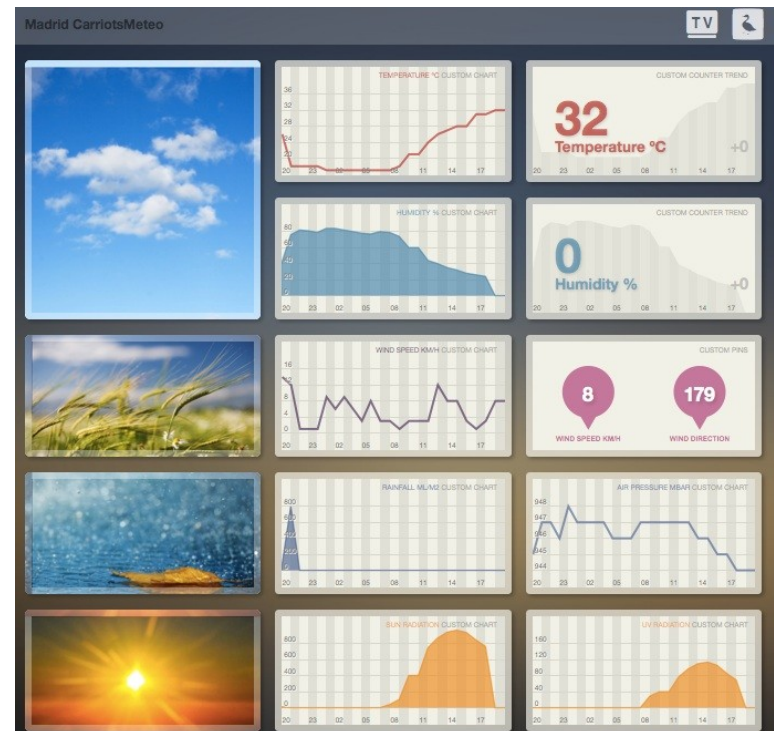 Madrid CarriotsMeteo
TV
TEMPERATURE ºC CUSTOM CHART
36
32
28
24
20
20 23 02 05 08 11 14 17
CUSTOM COUNTER TREND
32
Temperature ºC
+0
20 23 02 05 08 11 14 17
HUMIDITY % CUSTOM CHART
80
60
40
20
0
20 23 02 05 08 11 14 17
CUSTOM COUNTER TREND
0
Humidity %
+0
20 23 02 05 08 11 14 17
WIND SPEED KM/H CUSTOM CHART
16
12
8
4
0
20 23 02 05 08 11 14 17
CUSTOM PINS
8 179
WIND SPEED KM/H WIND DIRECTION
RAINFALL ML/M2 CUSTOM CHART
800
600
400
200
0
20 23 02 05 08 11 14 17
AIR PRESSURE MBAR CUSTOM CHART
948
947
946
945
944
20 23 02 05 08 11 14 17
SUN RADIATION CUSTOM CHART
800
600
400
200
0
20 23 02 05 08 11 14 17
UV RADIATION CUSTOM CHART
160
120
80
40
0
20 23 02 05 08 11 14 17